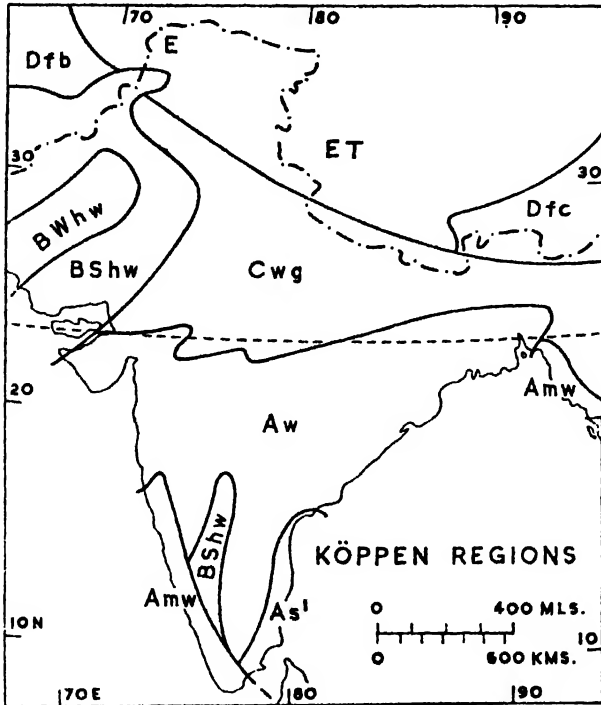 70 80 90
Dfb
E
ET
30
30
Dfc
BWhw
BShw
Cwg
20
Amw
Aw
BShw
KÖPPEN REGIONS
Amw
As'
0 400 MLS.
10N
10
0 600 KMS.
70E 80 90